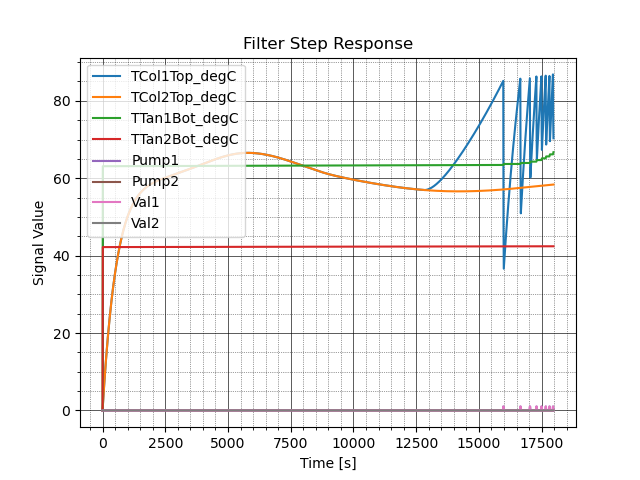 Filter Step Response
TCol1Top_degC
TCol2Top_degC
TTan1Bot_degC
TTan2Bot_degC
Pump1
Pump2
Val1
Val2
Signal Value
80
60
40
20
0
0 2500 5000 7500 10000 12500 15000 17500
Time [s]